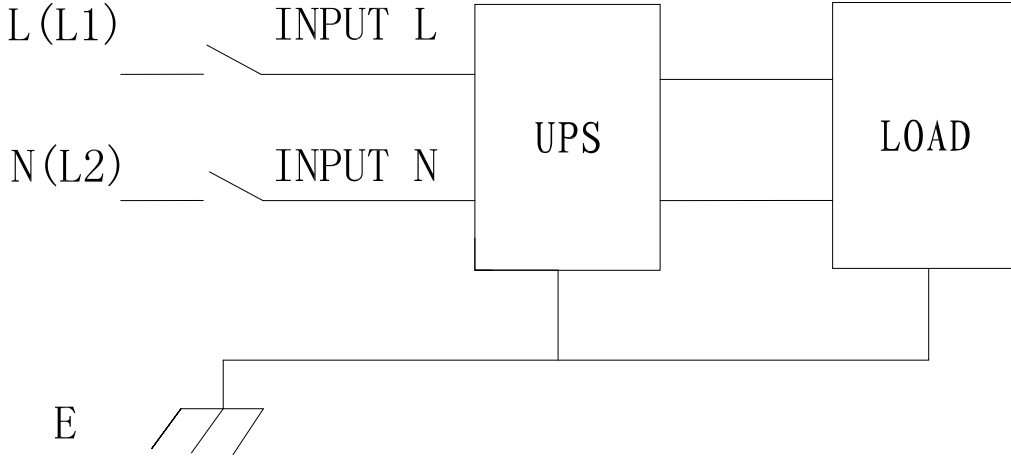 L(L1)
INPUT L
UPS
LOAD
N(L2)
INPUT N
E